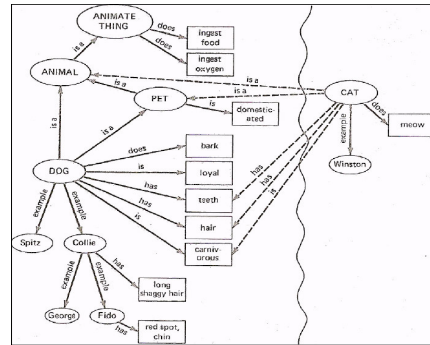 ANIMATE
THING
does
ingest
food
does
ingest
oxygen
is a
ANIMAL
is a
is a
PET
is a
is
domestic-
ated
CAT
does
meow
example
Winston
is a
is a
DOG
does
bark
is
loyal
has
teeth
has
hair
is
carniv-
orous
has
has
is
example
example
Spitz
Collie
has
long
shaggy hair
example
example
George
Fido
has
red spot,
chin